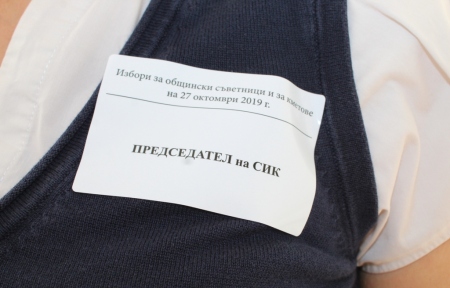 Избори за общински съветници и за кметове
на 27 октомври 2019 г.
ПРЕДСЕДАТЕЛ на СИК